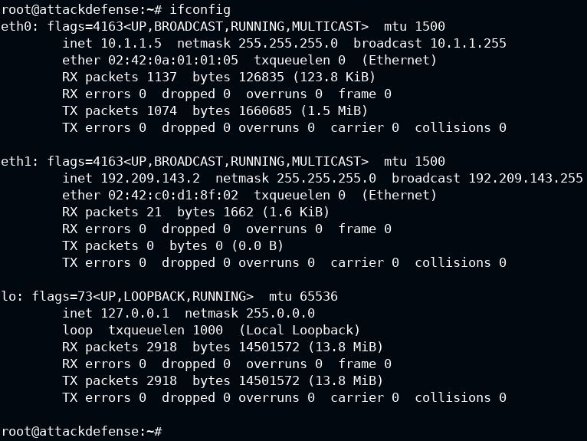 root@attackdefense:~# ifconfig
eth0: flags=4163<UP,BROADCAST,RUNNING,MULTICAST>  mtu 1500
        inet 10.1.1.5  netmask 255.255.255.0  broadcast 10.1.1.255
        ether 02:42:0a:01:01:05  txqueuelen 0  (Ethernet)
        RX packets 1137  bytes 126835 (123.8 KiB)
        RX errors 0  dropped 0  overruns 0  frame 0
        TX packets 1074  bytes 1660685 (1.5 MiB)
        TX errors 0  dropped 0 overruns 0  carrier 0  collisions 0

eth1: flags=4163<UP,BROADCAST,RUNNING,MULTICAST>  mtu 1500
        inet 192.209.143.2  netmask 255.255.255.0  broadcast 192.209.143.255
        ether 02:42:c0:d1:8f:02  txqueuelen 0  (Ethernet)
        RX packets 21  bytes 1662 (1.6 KiB)
        RX errors 0  dropped 0  overruns 0  frame 0
        TX packets 0  bytes 0 (0.0 B)
        TX errors 0  dropped 0 overruns 0  carrier 0  collisions 0

lo: flags=73<UP,LOOPBACK,RUNNING>  mtu 65536
        inet 127.0.0.1  netmask 255.0.0.0
        loop  txqueuelen 1000  (Local Loopback)
        RX packets 2918  bytes 14501572 (13.8 MiB)
        RX errors 0  dropped 0  overruns 0  frame 0
        TX packets 2918  bytes 14501572 (13.8 MiB)
        TX errors 0  dropped 0 overruns 0  carrier 0  collisions 0

root@attackdefense:~#